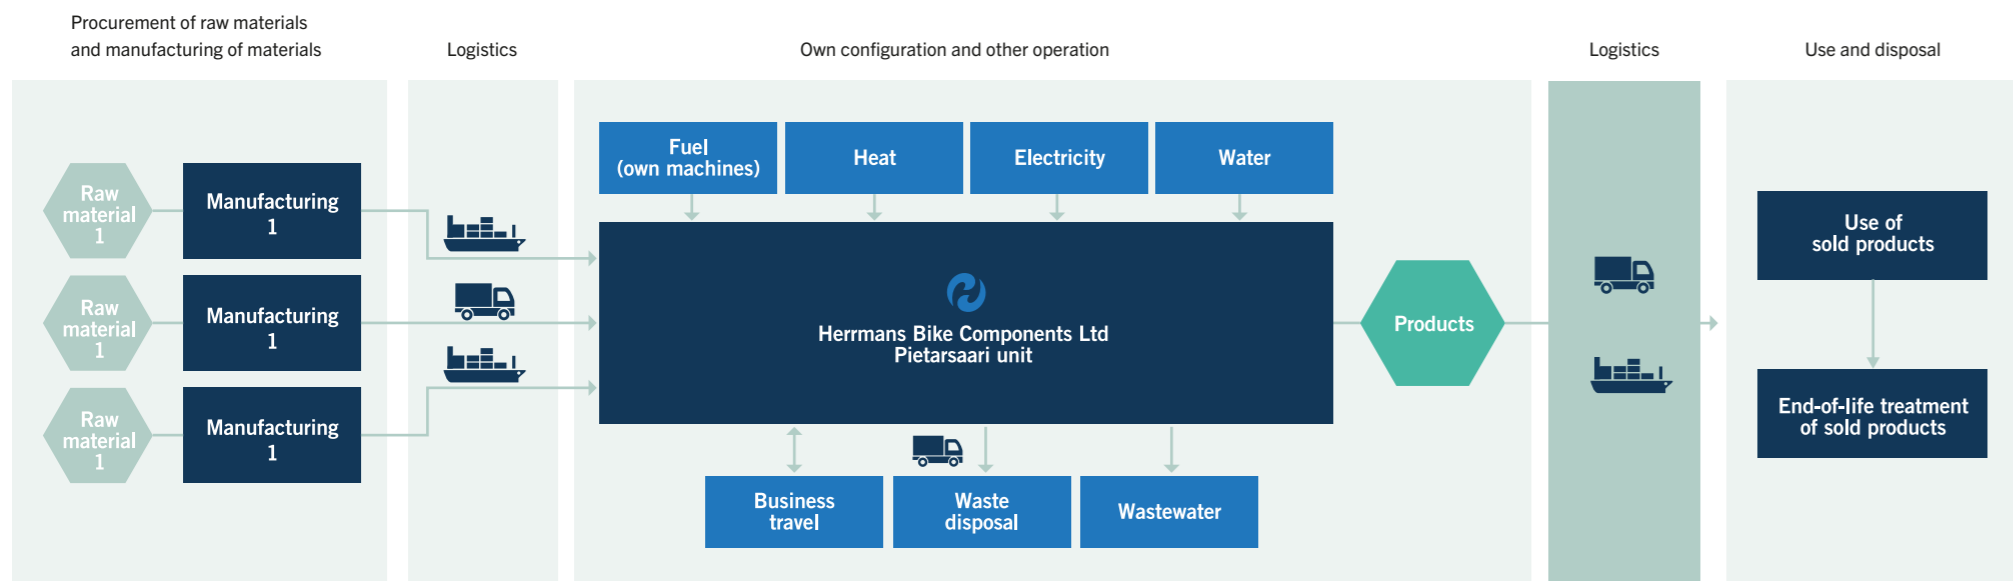 Procurement of raw materials
and manufacturing of materials
Logistics
Own configuration and other operation
Logistics
Use and disposal
Raw
material
1
Manufacturing
1
Raw
material
1
Manufacturing
1
Raw
material
1
Manufacturing
1
Fuel
(own machines)
Heat
Electricity
Water
Herrmans Bike Components Ltd
Pietarsaari unit
Business
travel
Waste
disposal
Wastewater
Products
Use of
sold products
End-of-life treatment
of sold products